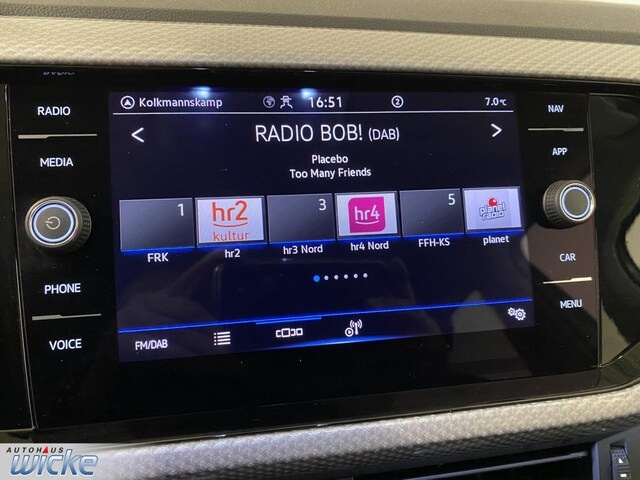 RADIO
MEDIA
PHONE
VOICE
Kolkmannskamp
16:51
2
7.0°C
RADIO BOB! (DAB)
Placebo
Too Many Friends
1
hr2
kultur
3
hr4
5
planet
radio
FRK
hr2
hr3 Nord
hr4 Nord
FFH-KS
planet
FM/DAB
NAV
APP
CAR
MENU
AUTOHAUS
WICKE